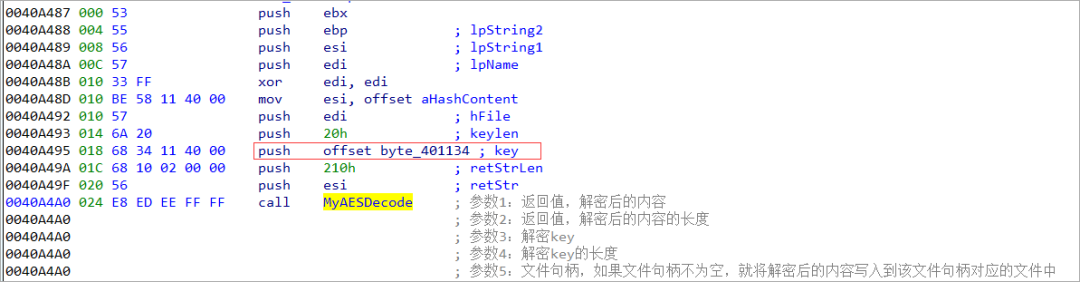 0040A487 000 53 push ebx
0040A488 004 55 push ebp ; lpString2
0040A489 008 56 push esi ; lpString1
0040A48A 00C 57 push edi ; lpName
0040A48B 010 33 FF xor edi, edi
0040A48D 010 BE 58 11 40 00 mov esi, offset aHashContent
0040A492 010 57 push edi ; hFile
0040A493 014 6A 20 push 20h ; keylen
0040A495 018 68 34 11 40 00 push offset byte_401134 ; key
0040A49A 01C 68 10 02 00 00 push 210h ; retStrLen
0040A49F 020 56 push esi ; retStr
0040A4A0 024 E8 ED EE FF FF call MyAESDecode ; 参数1：返回值，解密后的内容
0040A4A0 ; 参数2：返回值，解密后的内容的长度
0040A4A0 ; 参数3：解密key
0040A4A0 ; 参数4：解密key的长度
0040A4A0 ; 参数5：文件句柄，如果文件句柄不为空，就将解密后的内容写入到该文件句柄对应的文件中